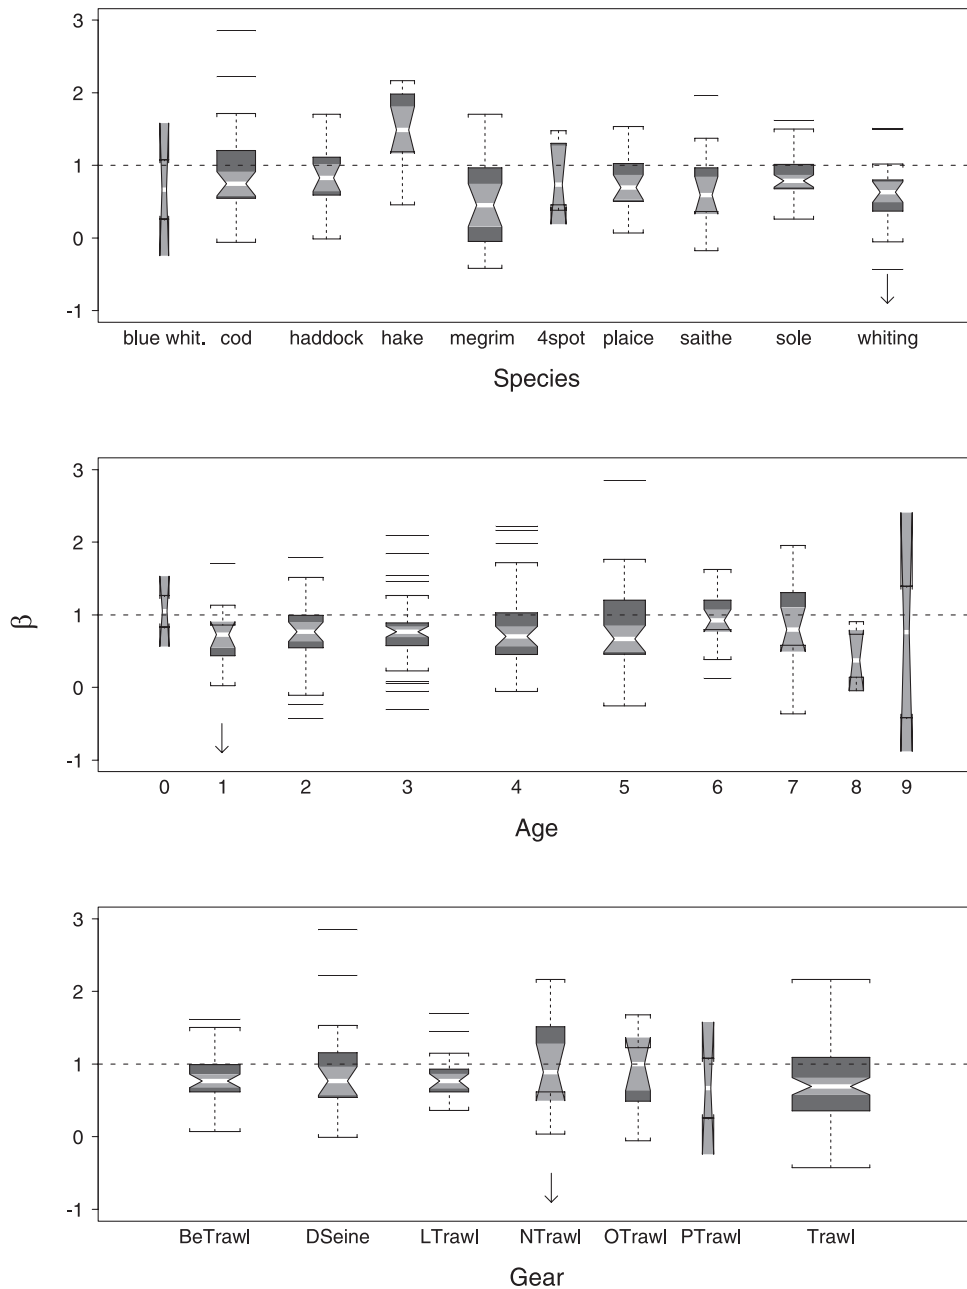 3
2
1
0
-1
blue whit. cod haddock hake megrim 4spot plaice saithe sole whiting
Species
3
2
1
0
-1
β
0 1 2 3 4 5 6 7 8 9
Age
3
2
1
0
-1
BeTrawl DSeine LTrawl NTrawl OTrawl PTrawl Trawl
Gear